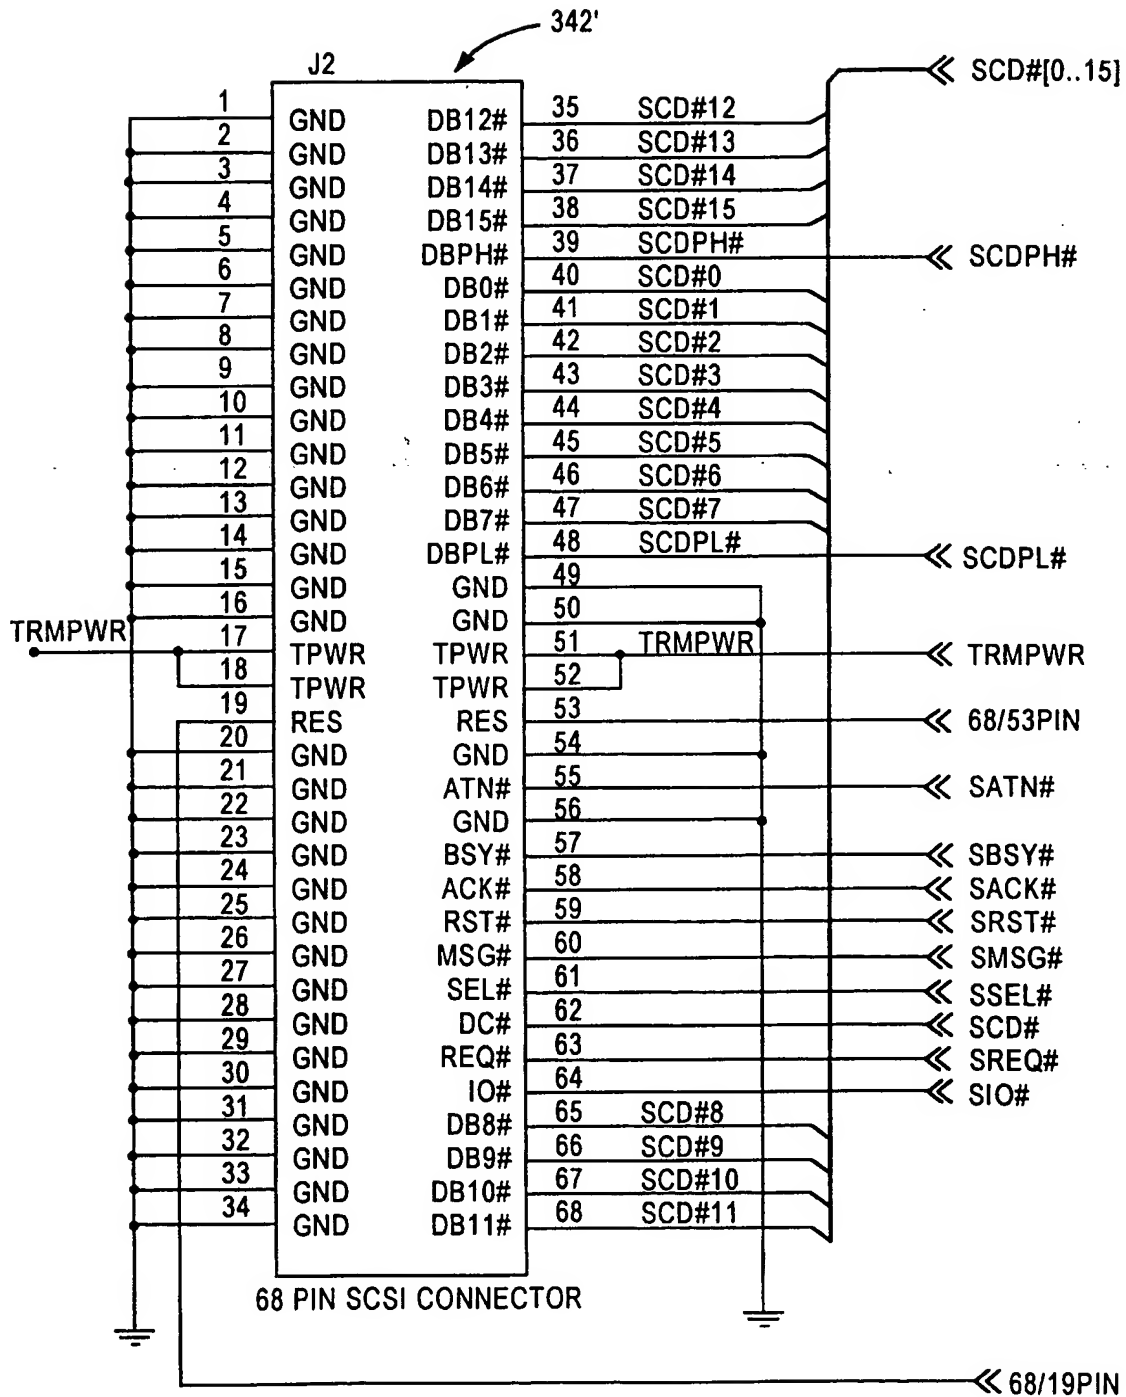 342'
J2
SCD#[0..15]
1 GND DB12# 35 SCD#12
2 GND DB13# 36 SCD#13
3 GND DB14# 37 SCD#14
4 GND DB15# 38 SCD#15
5 GND DBPH# 39 SCDPH# SCDPH#
6 GND DB0# 40 SCD#0
7 GND DB1# 41 SCD#1
8 GND DB2# 42 SCD#2
9 GND DB3# 43 SCD#3
10 GND DB4# 44 SCD#4
11 GND DB5# 45 SCD#5
12 GND DB6# 46 SCD#6
13 GND DB7# 47 SCD#7
14 GND DBPL# 48 SCDPL# SCDPL#
15 GND GND 49
16 GND GND 50
TRMPWR 17 TPWR TPWR 51 TRMPWR TRMPWR
18 TPWR TPWR 52
19 RES RES 53 68/53PIN
20 GND GND 54
21 GND ATN# 55 SATN#
22 GND GND 56
23 GND BSY# 57 SBSY#
24 GND ACK# 58 SACK#
25 GND RST# 59 SRST#
26 GND MSG# 60 SMSG#
27 GND SEL# 61 SSEL#
28 GND DC# 62 SCD#
29 GND REQ# 63 SREQ#
30 GND IO# 64 SIO#
31 GND DB8# 65 SCD#8
32 GND DB9# 66 SCD#9
33 GND DB10# 67 SCD#10
34 GND DB11# 68 SCD#11
68 PIN SCSI CONNECTOR
68/19PIN